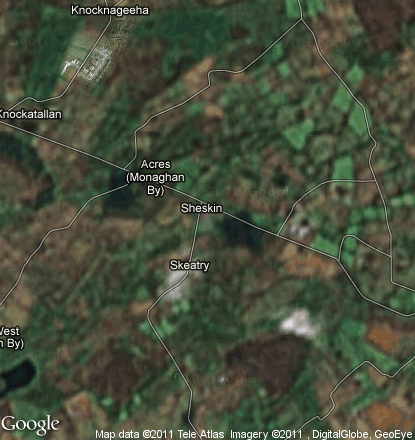 Knocknageeha
Knockatallan
Acres
(Monaghan
By)
Sheskin
Skeatry
West
n By)
Google
Map data ©2011 Tele Atlas Imagery ©2011 , DigitalGlobe, GeoEye